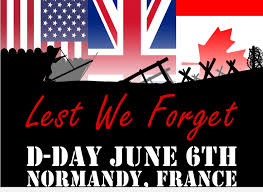 Lest We Forget
D-DAY JUNE 6TH
NORMANDY, FRANCE